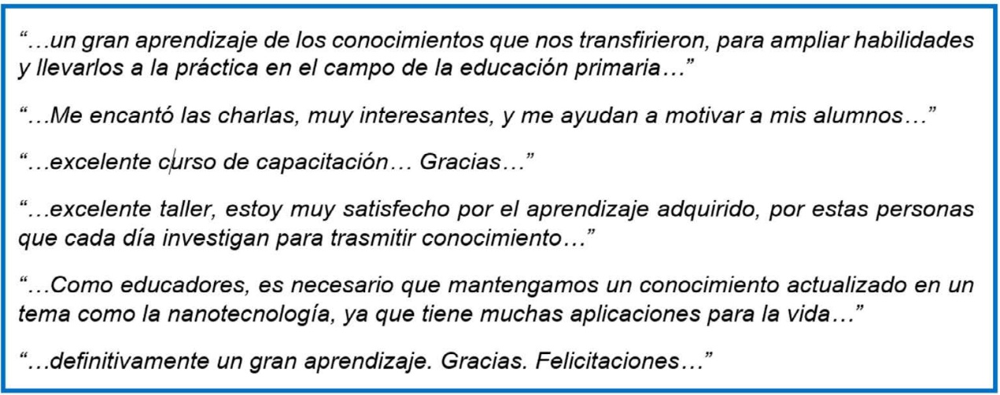 “…un gran aprendizaje de los conocimientos que nos transfirieron, para ampliar habilidades
y llevarlos a la práctica en el campo de la educación primaria…”
“…Me encantó las charlas, muy interesantes, y me ayudan a motivar a mis alumnos…”
“…excelente curso de capacitación… Gracias…”
“…excelente taller, estoy muy satisfecho por el aprendizaje adquirido, por estas personas
que cada día investigan para trasmitir conocimiento…”
“…Como educadores, es necesario que mantengamos un conocimiento actualizado en un
tema como la nanotecnología, ya que tiene muchas aplicaciones para la vida…”
“…definitivamente un gran aprendizaje. Gracias. Felicitaciones…”